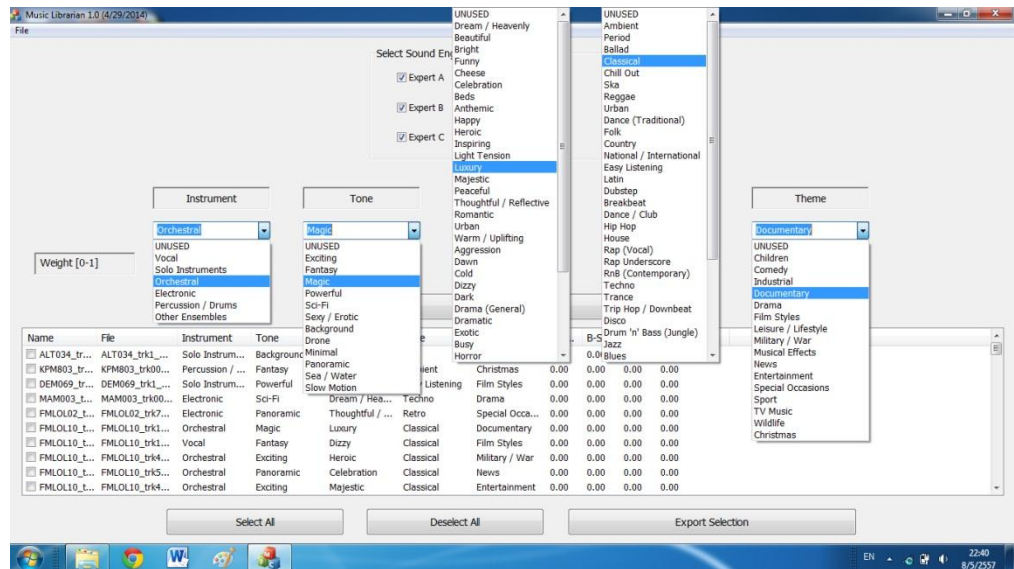 Music Librarian 1.0 (4/29/2014)
File
Select Sound Eng
Expert A
Expert B
Expert C
UNUSED
Dream / Heavenly
Beautiful
Bright
Funny
Cheese
Celebration
Beds
Anthemic
Happy
Heroic
Inspiring
Light Tension
Luxury
Majestic
Peaceful
Thoughtful / Reflective
Romantic
Urban
Warm / Uplifting
Aggression
Dawn
Cold
Dizzy
Dark
Drama (General)
Dramatic
Exotic
Busy
Horror
UNUSED
Ambient
Period
Ballad
Classical
Chill Out
Ska
Reggae
Urban
Dance (Traditional)
Folk
Country
National / International
Easy Listening
Latin
Dubstep
Breakbeat
Dance / Club
Hip Hop
House
Rap (Vocal)
Rap Underscore
RnB (Contemporary)
Techno
Trance
Trip Hop / Downbeat
Disco
Drum 'n' Bass (Jungle)
Jazz
Blues
Instrument
Orchestral
UNUSED
Vocal
Solo Instruments
Orchestral
Electronic
Percussion / Drums
Other Ensembles
Tone
Magic
UNUSED
Exciting
Fantasy
Magic
Powerful
Sci-Fi
Sexy / Erotic
Background
Drone
Minimal
Panoramic
Sea / Water
Slow Motion
Theme
Documentary
UNUSED
Children
Comedy
Industrial
Documentary
Drama
Film Styles
Leisure / Lifestyle
Military / War
Musical Effects
News
Entertainment
Special Occasions
Sport
TV Music
Wildlife
Christmas
Weight [0-1]
Name File Instrument Tone B-S
ALT034_tr... ALT034_trk1_... Solo Instrum... Background 0.00 0.00
KPM803_tr... KPM803_trk00... Percussion / ... Fantasy Christmas 0.00 0.00 0.00 0.00
DEM069_tr... DEM069_trk1_... Solo Instrum... Powerful Listening Film Styles 0.00 0.00 0.00 0.00
MAM003_t... MAM003_trk00... Electronic Sci-Fi Dream / Hea... Techno Drama 0.00 0.00 0.00 0.00
FMLOL02_t... FMLOL02_trk7... Electronic Panoramic Thoughtful / ... Retro Special Occa... 0.00 0.00 0.00 0.00
FMLOL10_t... FMLOL10_trk1... Orchestral Magic Luxury Classical Documentary 0.00 0.00 0.00 0.00
FMLOL10_t... FMLOL10_trk1... Vocal Fantasy Dizzy Classical Film Styles 0.00 0.00 0.00 0.00
FMLOL10_t... FMLOL10_trk4... Orchestral Exciting Heroic Classical Military / War 0.00 0.00 0.00 0.00
FMLOL10_t... FMLOL10_trk5... Orchestral Panoramic Celebration Classical News 0.00 0.00 0.00 0.00
FMLOL10_t... FMLOL10_trk4... Orchestral Exciting Majestic Classical Entertainment 0.00 0.00 0.00 0.00
Select All
Deselect All
Export Selection
EN
22:40
8/5/2557